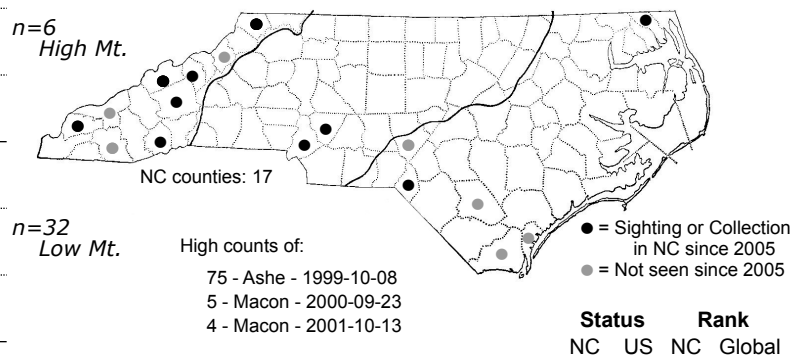 n=6
High Mt.
NC counties: 17
n=32
Low Mt.
High counts of:
75 - Ashe - 1999-10-08
5 - Macon - 2000-09-23
4 - Macon - 2001-10-13
● = Sighting or Collection
in NC since 2005
● = Not seen since 2005
Status Rank
NC US NC Global